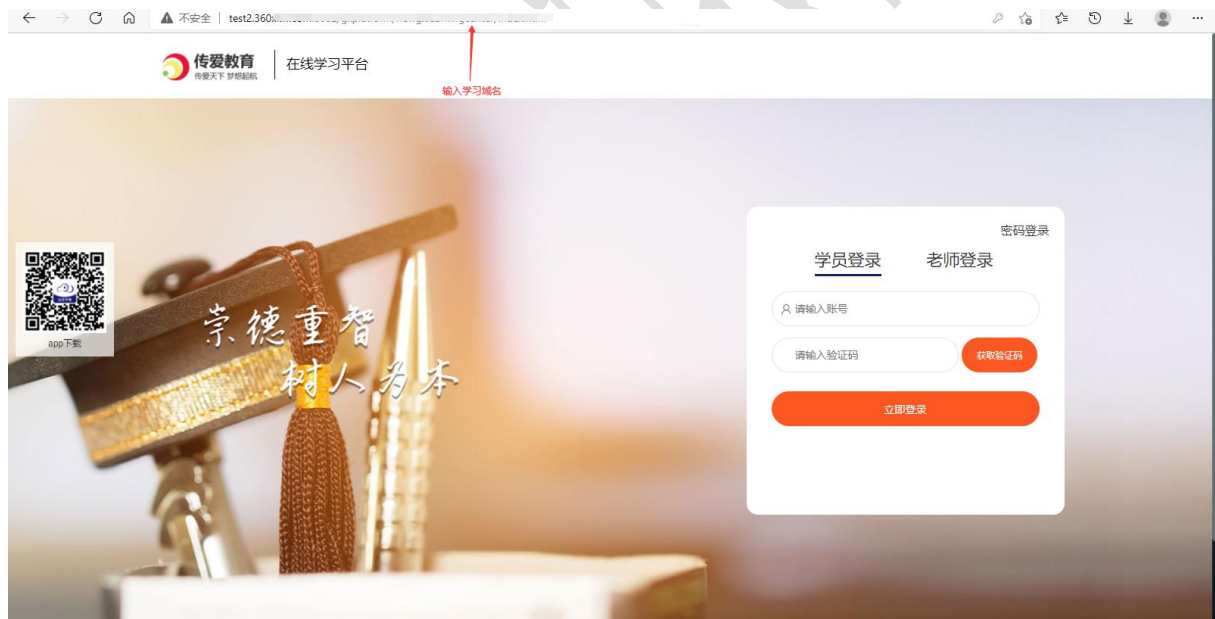 不安全 | test2.360
传爱教育
传爱天下 梦想起航
在线学习平台
输入学习域名
密码登录
学员登录 老师登录
请输入账号
请输入验证码 获取验证码
立即登录
app下载
崇德重智
树人为本